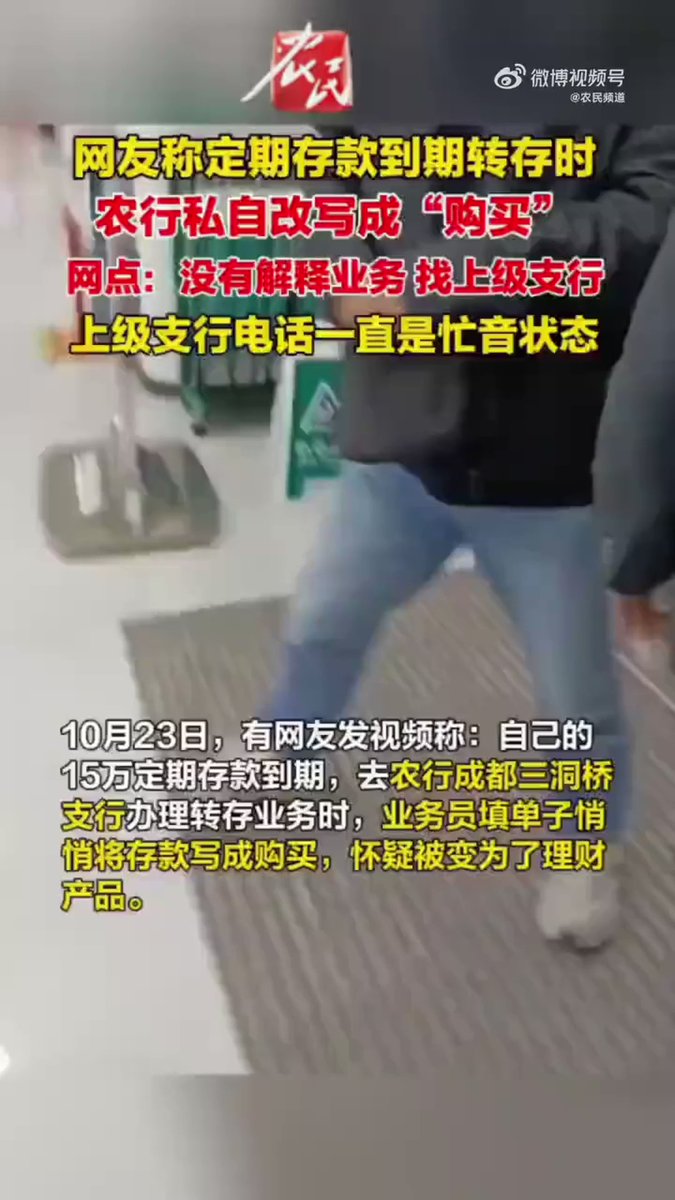 农民
微博视频号
@农民频道
网友称定期存款到期转存时
农行私自改写成“购买”
网点：没有解释业务 找上级支行
上级支行电话一直是忙音状态
10月23日，有网友发视频称：自己的
15万定期存款到期，去农行成都三洞桥
支行办理转存业务时，业务员填单子悄
悄将存款写成购买，怀疑被变为了理财
产品。